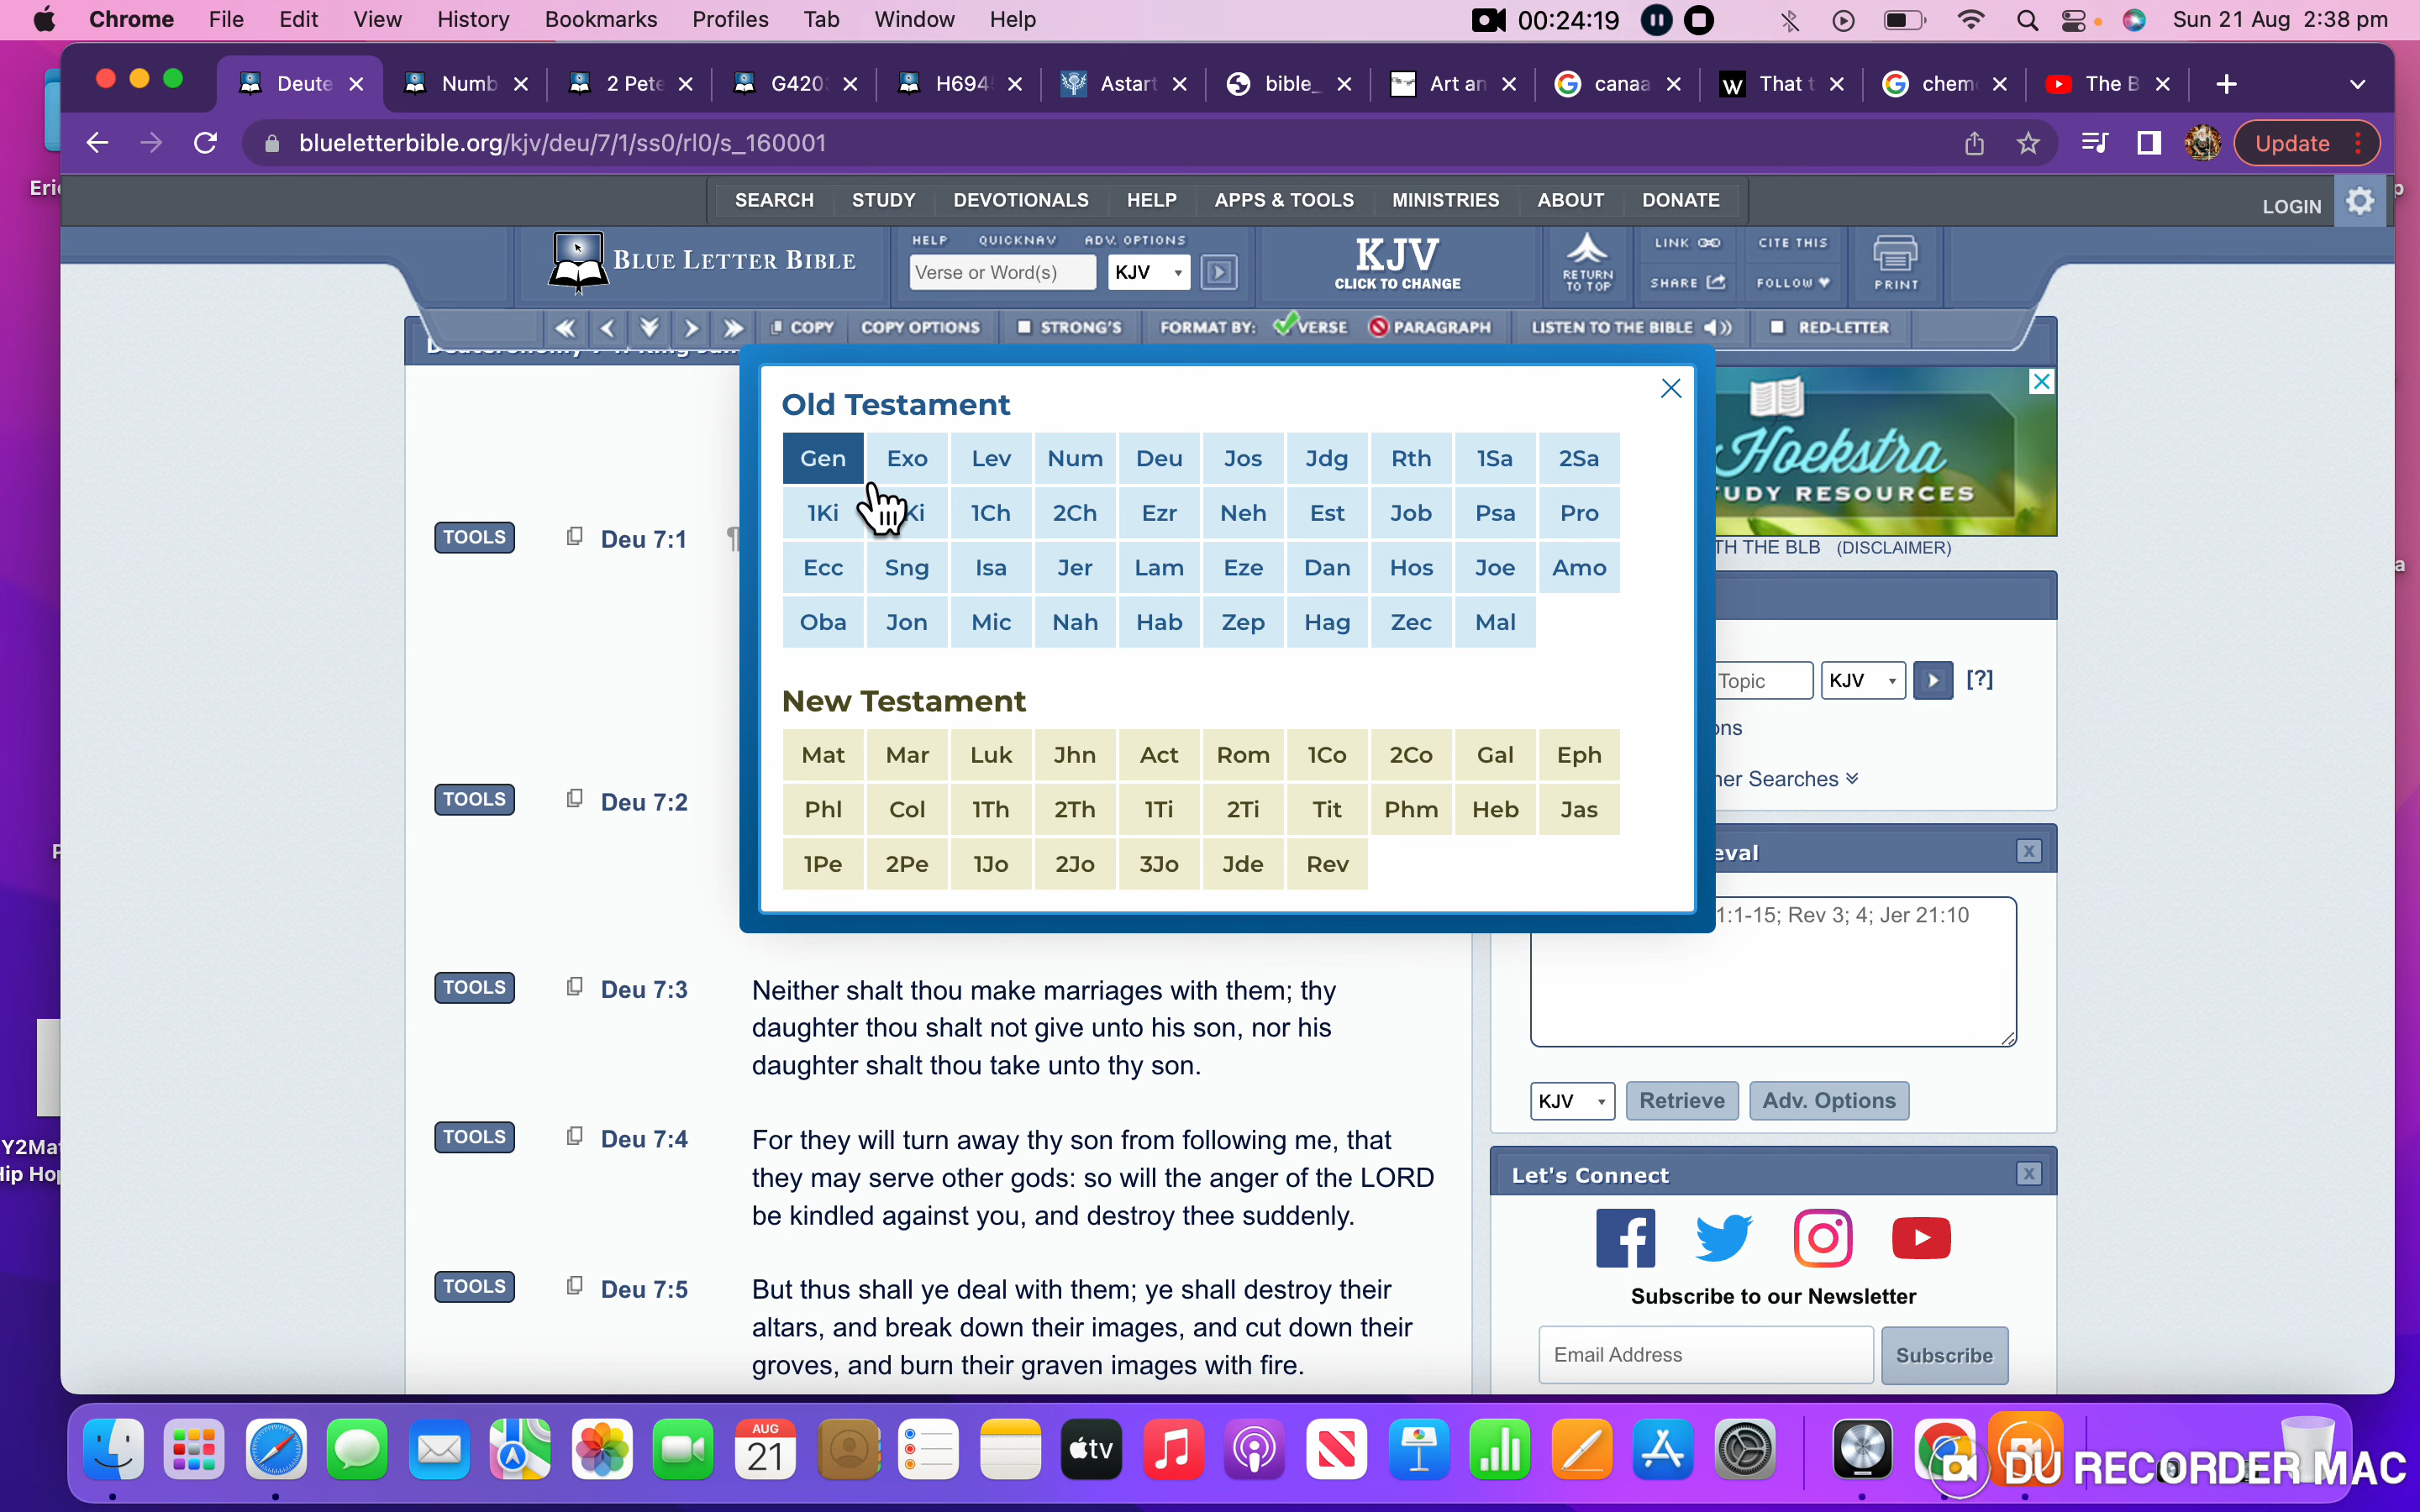 Chrome File Edit View History Bookmarks Profiles Tab Window Help 00:24:19 Sun 21 Aug 2:38 pm
Deute Numb 2 Pete G420 H694 Astart bible_ Art an canaa That t chem The B
blueletterbible.org/kjv/deu/7/1/ss0/rl0/s_160001 Update
SEARCH STUDY DEVOTIONALS HELP APPS & TOOLS MINISTRIES ABOUT DONATE LOGIN
BLUE LETTER BIBLE
HELP QUICKNAV ADV. OPTIONS
Verse or Word(s) KJV
KJV
CLICK TO CHANGE
RETURN
TO TOP
LINK CITE THIS
SHARE FOLLOW
PRINT
COPY COPY OPTIONS STRONG'S FORMAT BY: VERSE PARAGRAPH LISTEN TO THE BIBLE RED-LETTER
Old Testament
Gen Exo Lev Num Deu Jos Jdg Rth 1Sa 2Sa
1Ki Ki 1Ch 2Ch Ezr Neh Est Job Psa Pro
Ecc Sng Isa Jer Lam Eze Dan Hos Joe Amo
Oba Jon Mic Nah Hab Zep Hag Zec Mal
New Testament
Mat Mar Luk Jhn Act Rom 1Co 2Co Gal Eph
Phl Col 1Th 2Th 1Ti 2Ti Tit Phm Heb Jas
1Pe 2Pe 1Jo 2Jo 3Jo Jde Rev
TOOLS Deu 7:1 ¶
TOOLS Deu 7:2
TOOLS Deu 7:3 Neither shalt thou make marriages with them; thy
daughter thou shalt not give unto his son, nor his
daughter shalt thou take unto thy son.
TOOLS Deu 7:4 For they will turn away thy son from following me, that
they may serve other gods: so will the anger of the LORD
be kindled against you, and destroy thee suddenly.
TOOLS Deu 7:5 But thus shall ye deal with them; ye shall destroy their
altars, and break down their images, and cut down their
groves, and burn their graven images with fire.
Hoekstra
UDY RESOURCES
TH THE BLB (DISCLAIMER)
Topic KJV [?]
ons
her Searches
eval
1:1-15; Rev 3; 4; Jer 21:10
KJV Retrieve Adv. Options
Let's Connect
Subscribe to our Newsletter
Email Address Subscribe
Eri
Y2Ma
Hip Hop
AUG
21
tv
DU RECORDER MAC